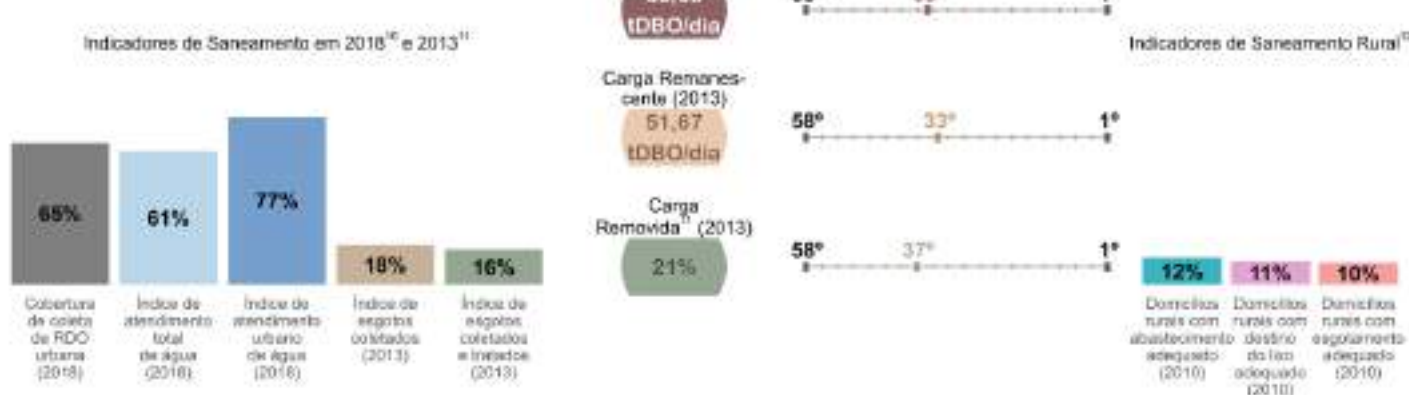 Indicadores de Saneamento em 2018¹⁰ e 2013¹¹
65%
61%
77%
18%
16%
Cobertura
de coleta
de RDO
urbana
(2018)
Índice de
atendimento
total
de água
(2018)
Índice de
atendimento
urbano
de água
(2018)
Índice de
esgotos
coletados
(2013)
Índice de
esgotos
coletados
e tratados
(2013)
tDBO/dia
Carga Remanes-
cente (2013)
51,67
tDBO/dia
58º
33º
1º
Carga
Removida¹¹ (2013)
21%
58º
37º
1º
Indicadores de Saneamento Rural
12%
11%
10%
Domicílios
rurais com
abastecimento
adequado
(2010)
Domicílios
rurais com
destino
do lixo
adequado
(2010)
Domicílios
rurais com
esgotamento
adequado
(2010)